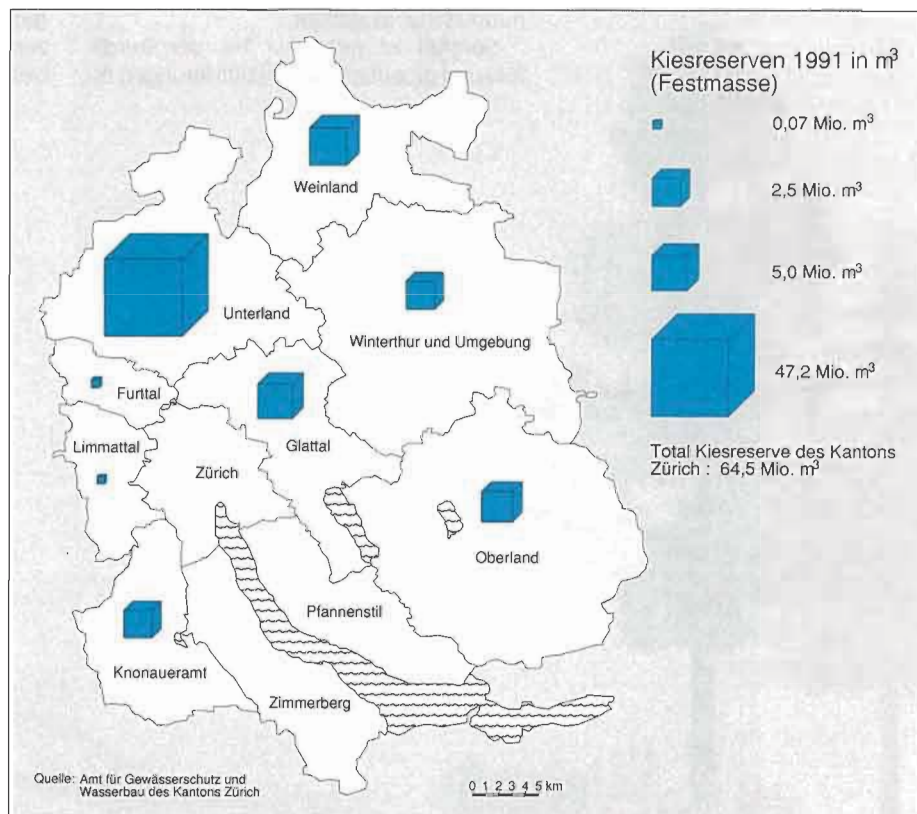 Kiesreserven 1991 in m³
(Festmasse)
0,07 Mio. m³
2,5 Mio. m³
5,0 Mio. m³
47,2 Mio. m³
Total Kiesreserve des Kantons
Zürich : 64,5 Mio. m³
Weinland
Unterland
Winterthur und Umgebung
Furttal
Glattal
Limmattal
Zürich
Oberland
Pfannenstil
Knonaueramt
Zimmerberg
Quelle: Amt für Gewässerschutz und
Wasserbau des Kantons Zürich
0 1 2 3 4 5 km